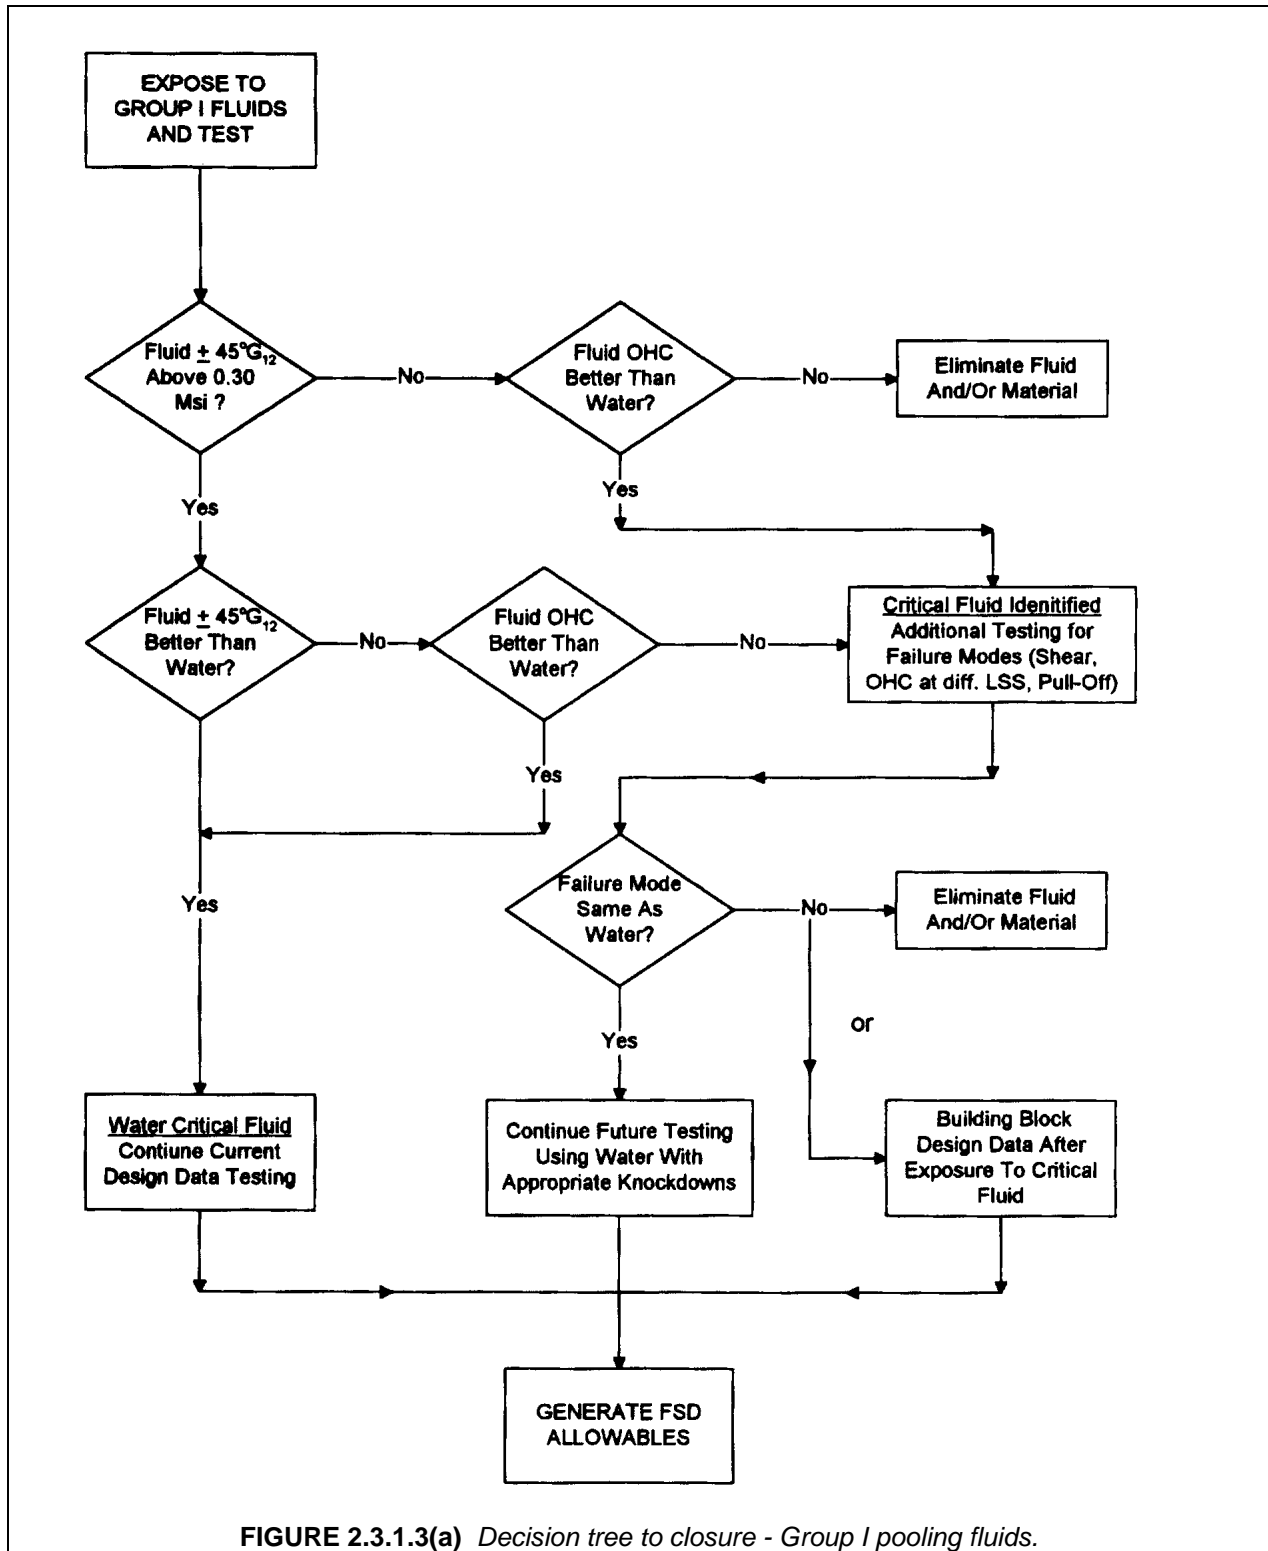 EXPOSE TO
GROUP I FLUIDS
AND TEST
Fluid ± 45°G12
Above 0.30
Msi ?
No
Fluid OHC
Better Than
Water?
No
Eliminate Fluid
And/Or Material
Yes
Yes
Fluid ± 45°G12
Better Than
Water?
No
Fluid OHC
Better Than
Water?
No
Critical Fluid Idenitified
Additional Testing for
Failure Modes (Shear,
OHC at diff. LSS, Pull-Off)
Yes
Yes
Failure Mode
Same As
Water?
No
Eliminate Fluid
And/Or Material
or
Yes
Water Critical Fluid
Contiune Current
Design Data Testing
Continue Future Testing
Using Water With
Appropriate Knockdowns
Building Block
Design Data After
Exposure To Critical
Fluid
GENERATE FSD
ALLOWABLES
FIGURE 2.3.1.3(a) Decision tree to closure - Group I pooling fluids.